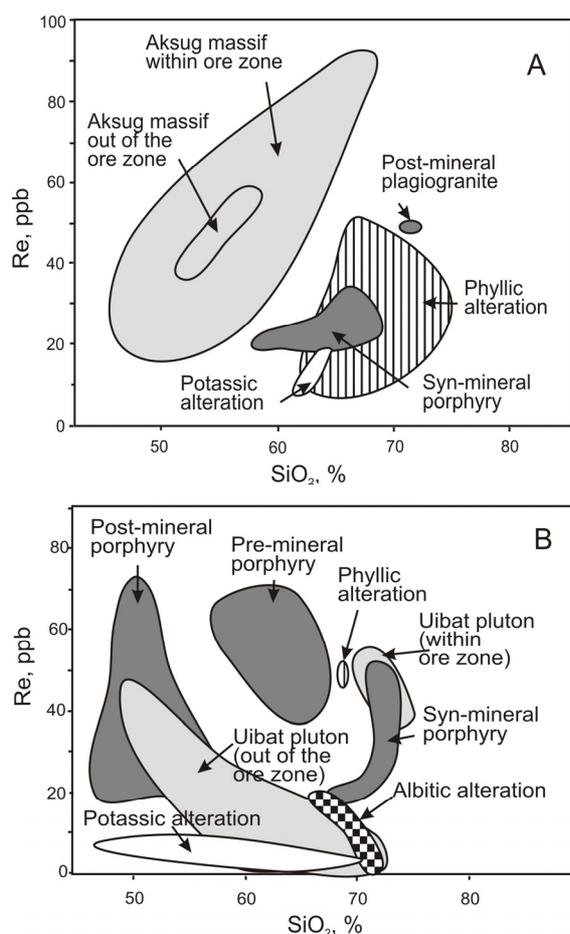 100
Aksug massif
within ore zone
A
80
Aksug massif
out of the
ore zone
Post-mineral
plagiogranite
60
Re, ppb
40
Phyllic
alteration
20
Potassic
alteration
Syn-mineral
porphyry
0
50
60
70
80
SiO₂, %
Post-mineral
porphyry
B
Pre-mineral
porphyry
80
Phyllic
alteration
Uibat pluton
(within
ore zone)
60
Re, ppb
40
Syn-mineral
porphyry
Uibat pluton
(out of the
ore zone)
20
Albitic alteration
Potassic alteration
0
50
60
70
80
SiO₂, %